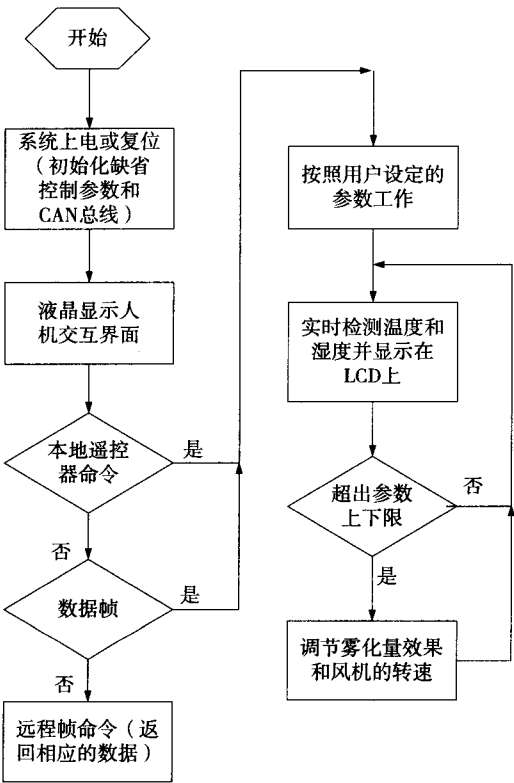 开始
系统上电或复位
（初始化缺省
控制参数和
CAN总线）
液晶显示人
机交互界面
本地遥控
器命令
是
否
数据帧
是
否
远程帧命令（返
回相应的数据）
按照用户设定的
参数工作
实时检测温度和
湿度并显示在
LCD上
超出参数
上下限
否
是
调节雾化量效果
和风机的转速